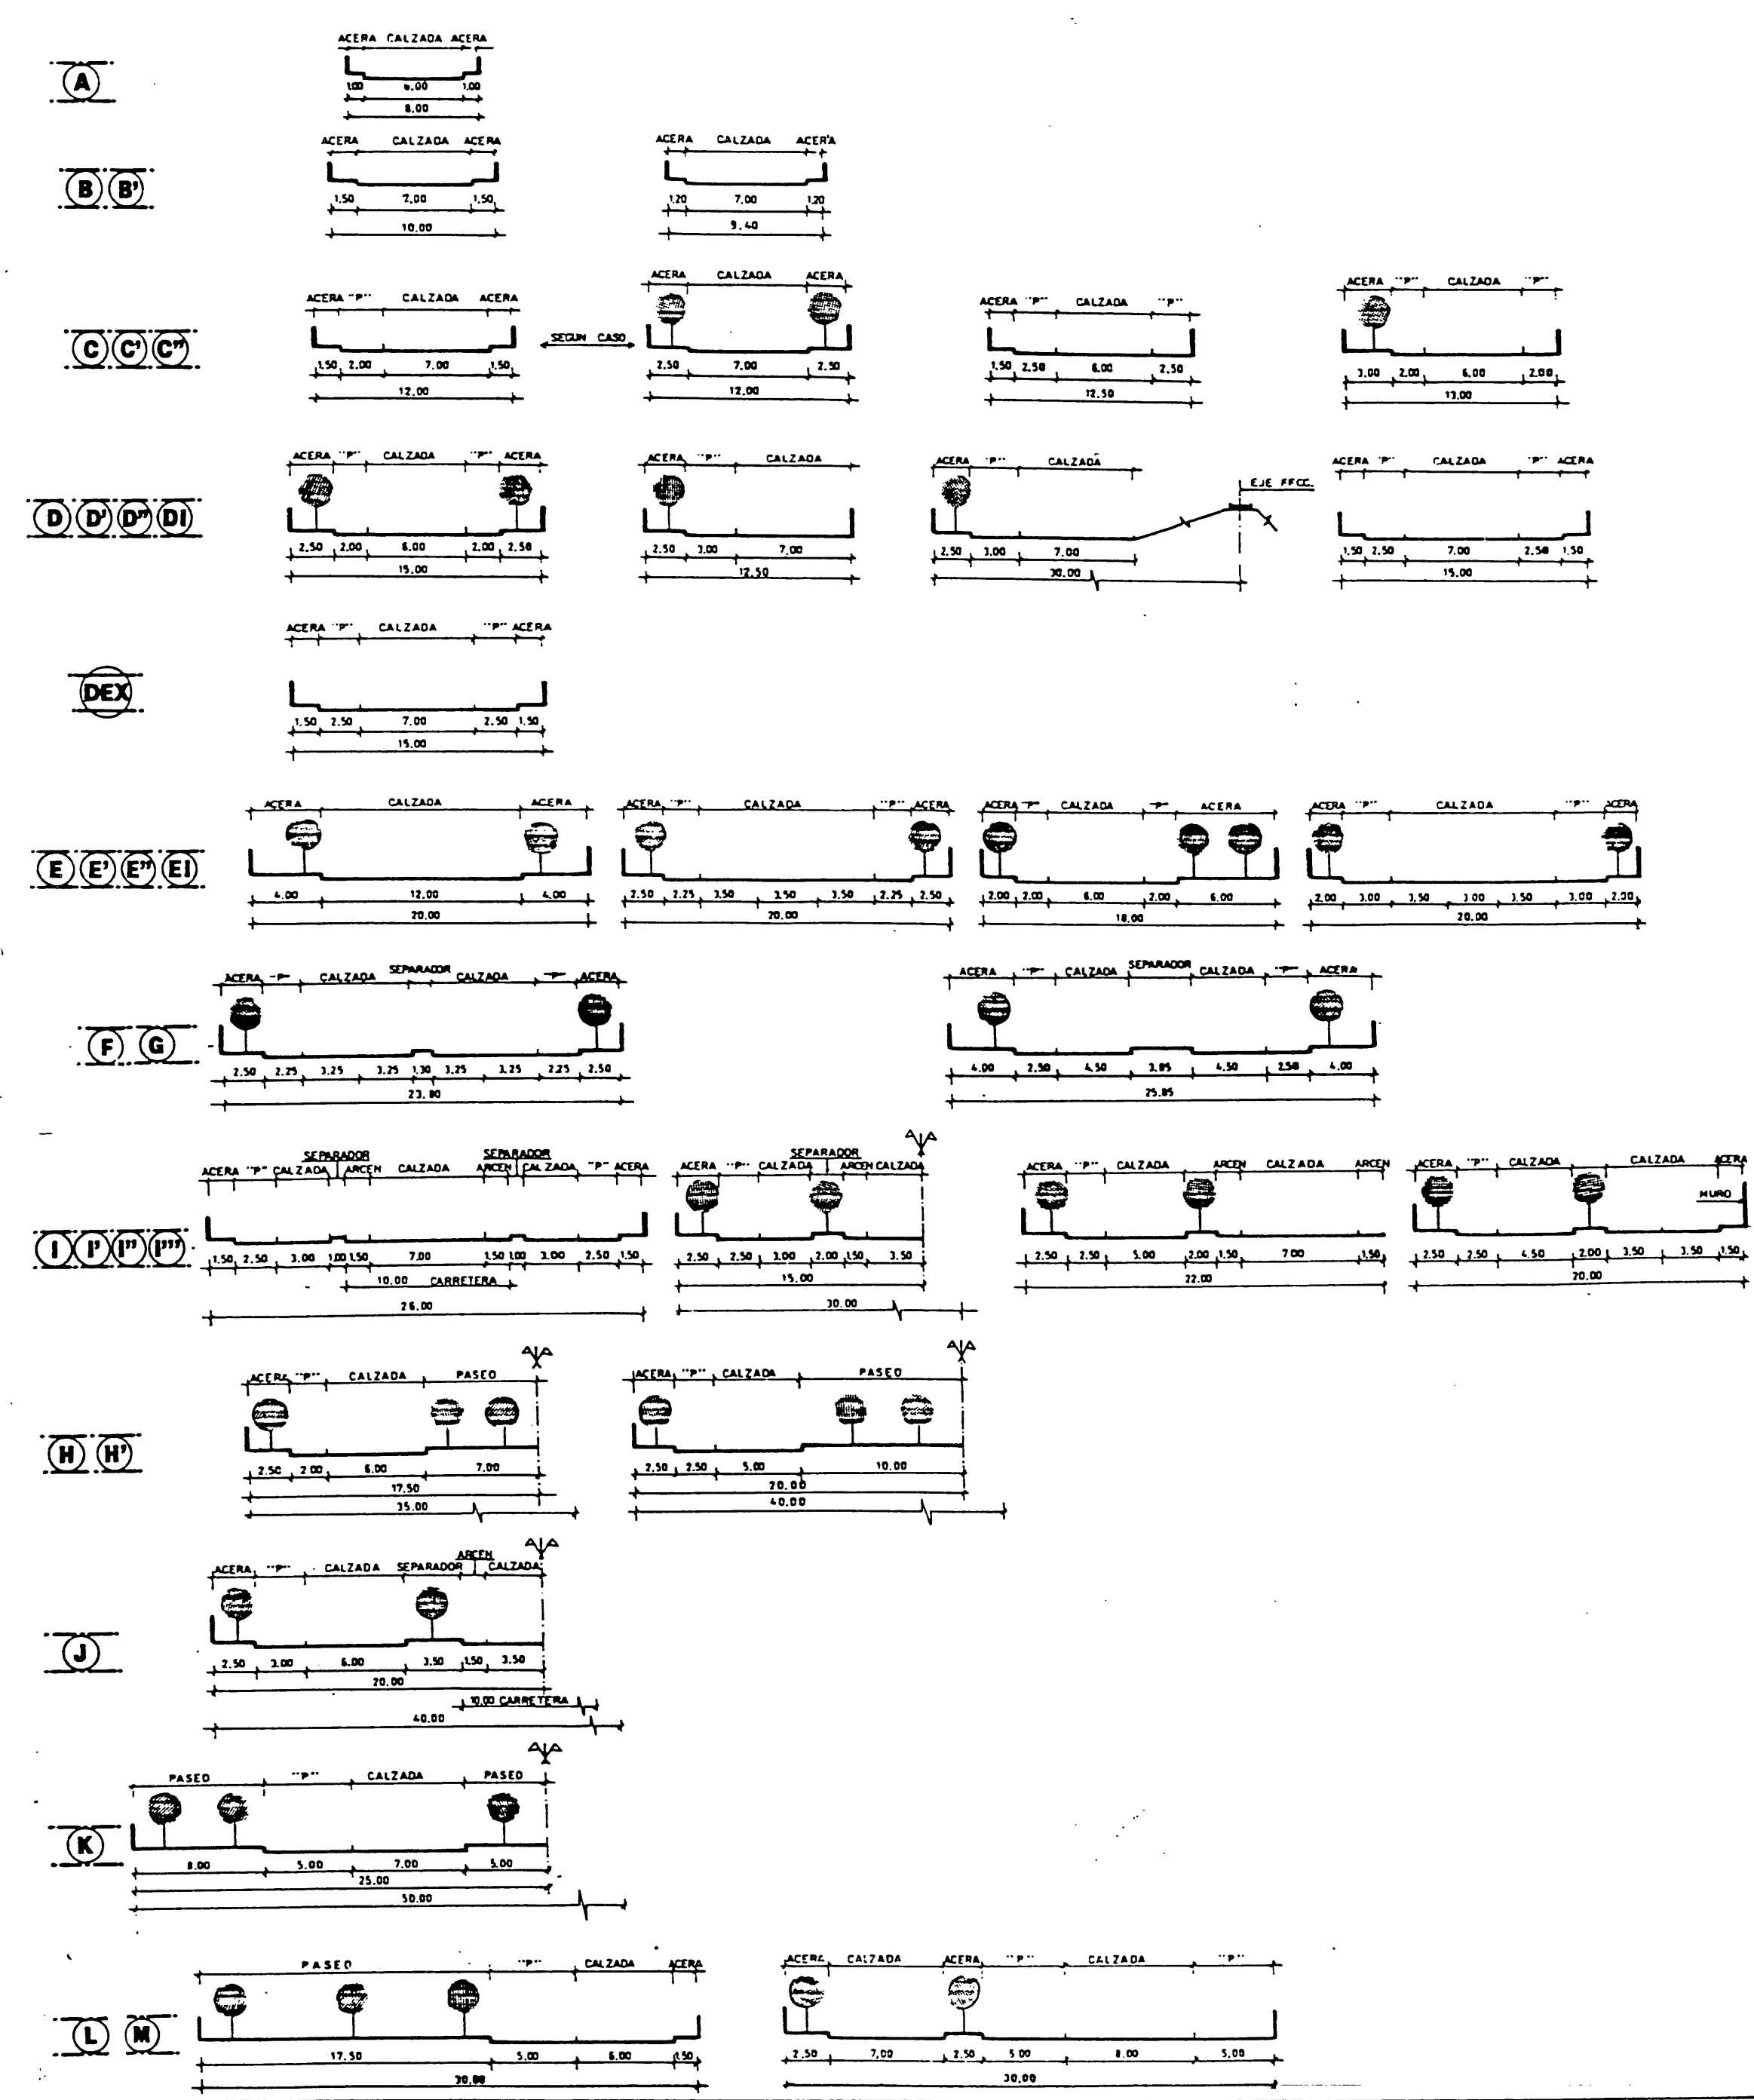 ACERA CALZADA ACERA
A
1.00 6.00 1.00
8.00
ACERA CALZADA ACERA ACERA CALZADA ACERA
B B'
1.50 7.00 1.50 1.20 7.00 1.20
10.00 9.40
ACERA CALZADA ACERA ACERA "P" CALZADA "P"
ACERA "P" CALZADA ACERA ACERA "P" CALZADA "P"
C C' C"
SEGUN CASO
1.50 2.00 7.00 1.50 2.50 7.00 2.50 1.50 2.50 6.00 2.50 3.00 2.00 6.00 2.00
12.00 12.00 12.50 13.00
ACERA "P" CALZADA "P" ACERA ACERA "P" CALZADA ACERA "P" CALZADA ACERA "P" CALZADA "P" ACERA
EJE FFCC.
D D' D" DI
2.50 2.00 6.00 2.00 2.50 2.50 3.00 7.00 2.50 3.00 7.00 1.50 2.50 7.00 2.50 1.50
15.00 12.50 30.00 15.00
ACERA "P" CALZADA "P" ACERA
DEX
1.50 2.50 7.00 2.50 1.50
15.00
ACERA CALZADA ACERA ACERA "P" CALZADA "P" ACERA ACERA "P" CALZADA "P" ACERA ACERA "P" CALZADA "P" ACERA
E E' E" EI
4.00 12.00 4.00 2.50 2.25 3.50 3.50 3.50 2.25 2.50 2.00 2.00 6.00 2.00 6.00 2.00 3.00 3.50 3.00 3.50 3.00 2.00
20.00 20.00 18.00 20.00
ACERA "P" CALZADA SEPARADOR CALZADA "P" ACERA ACERA "P" CALZADA SEPARADOR CALZADA "P" ACERA
F G
2.50 2.25 3.25 3.25 1.30 3.25 3.25 2.25 2.50 4.00 2.50 4.50 3.85 4.50 2.50 4.00
23.80 25.85
SEPARADOR SEPARADOR SEPARADOR
ACERA "P" CALZADA ARCEN CALZADA ARCEN CALZADA "P" ACERA ACERA "P" CALZADA ARCEN CALZADA ACERA "P" CALZADA ARCEN CALZADA ARCEN ACERA "P" CALZADA CALZADA ACERA
MURO
I I' I" I"'
1.50 2.50 3.00 1.00 1.50 7.00 1.50 1.00 3.00 2.50 1.50 2.50 2.50 3.00 2.00 1.50 3.50 2.50 2.50 5.00 2.00 1.50 7.00 1.50 2.50 2.50 4.50 2.00 3.50 3.50 1.50
10.00 CARRETERA 15.00 22.00 20.00
26.00 30.00
ACERA "P" CALZADA PASEO ACERA "P" CALZADA PASEO
H H'
2.50 2.00 6.00 7.00 2.50 2.50 5.00 10.00
17.50 20.00
35.00 40.00
ARCEN
ACERA "P" CALZADA SEPARADOR CALZADA
J
2.50 3.00 6.00 3.50 1.50 3.50
20.00
10.00 CARRETERA
40.00
PASEO "P" CALZADA PASEO
K
8.00 5.00 7.00 5.00
25.00
50.00
PASEO "P" CALZADA ACERA ACERA CALZADA ACERA "P" CALZADA "P"
L M
17.50 5.00 6.00 1.50 2.50 7.00 2.50 5.00 8.00 5.00
30.00 30.00